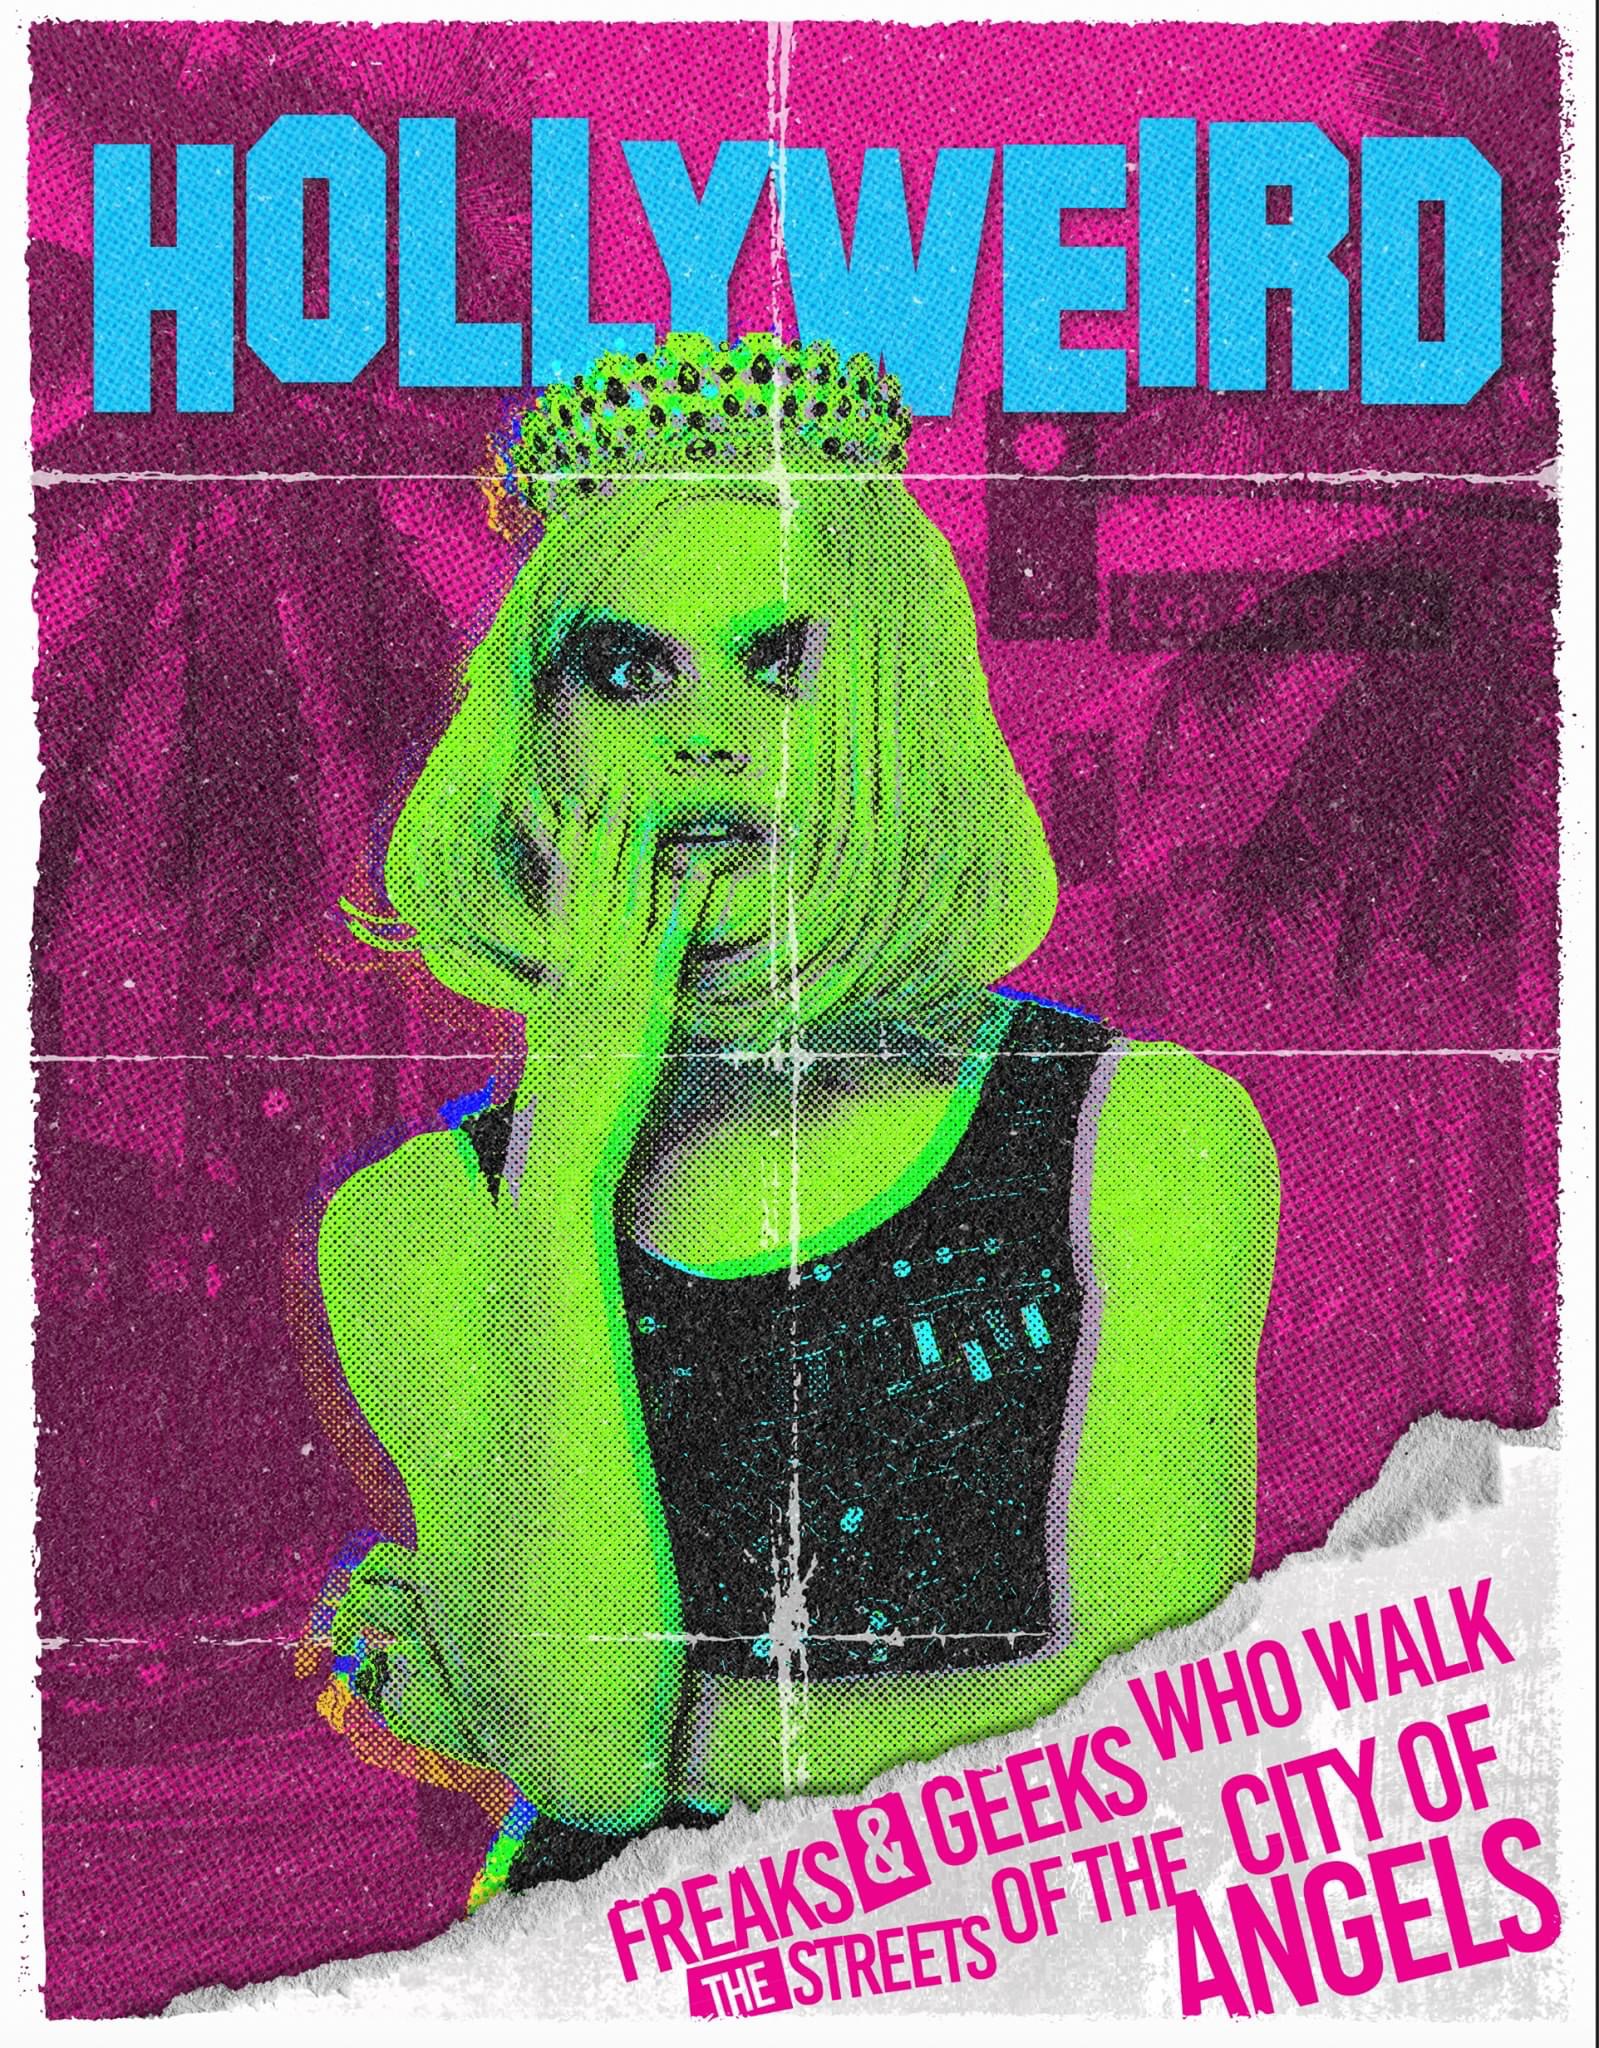 HOLLYWEIRD
FREAKS & GEEKS WHO WALK
THE STREETS OF THE CITY OF
ANGELS